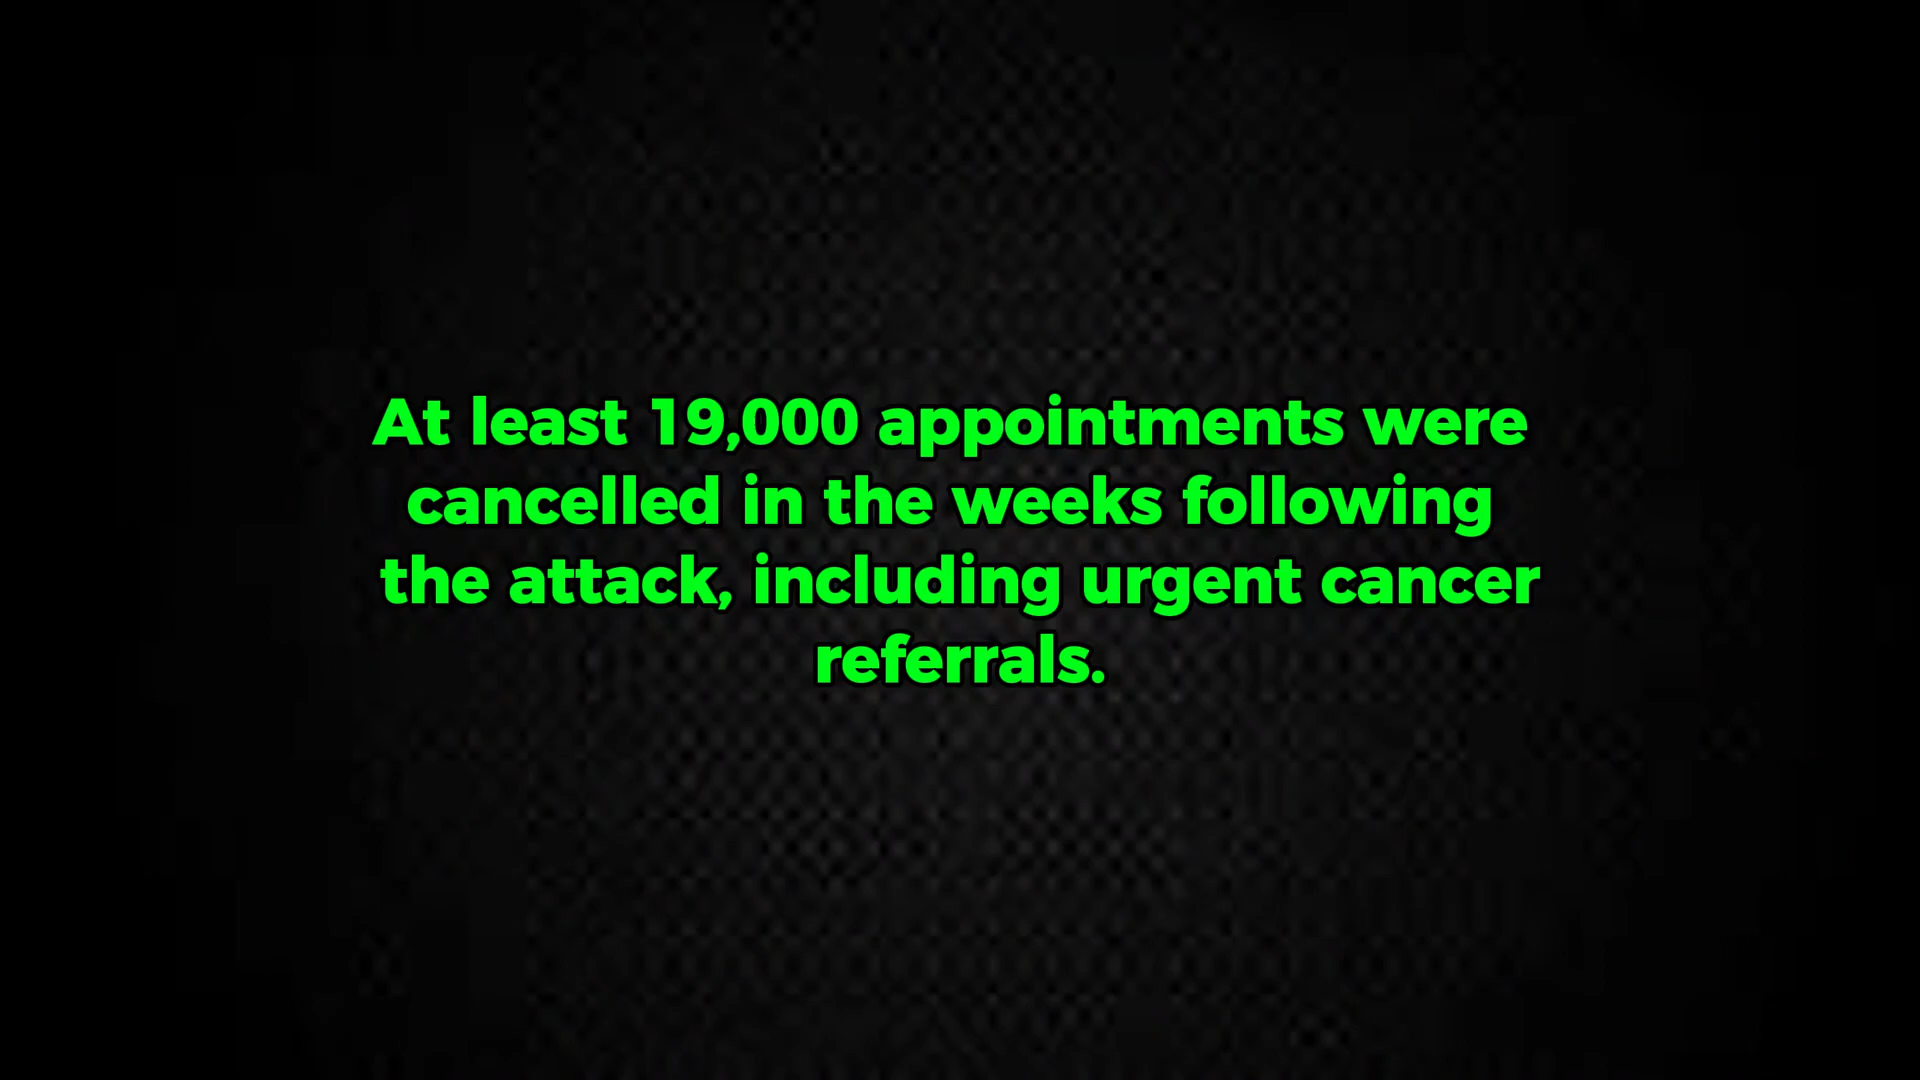 At least 19,000 appointments were
cancelled in the weeks following
the attack, including urgent cancer
referrals.